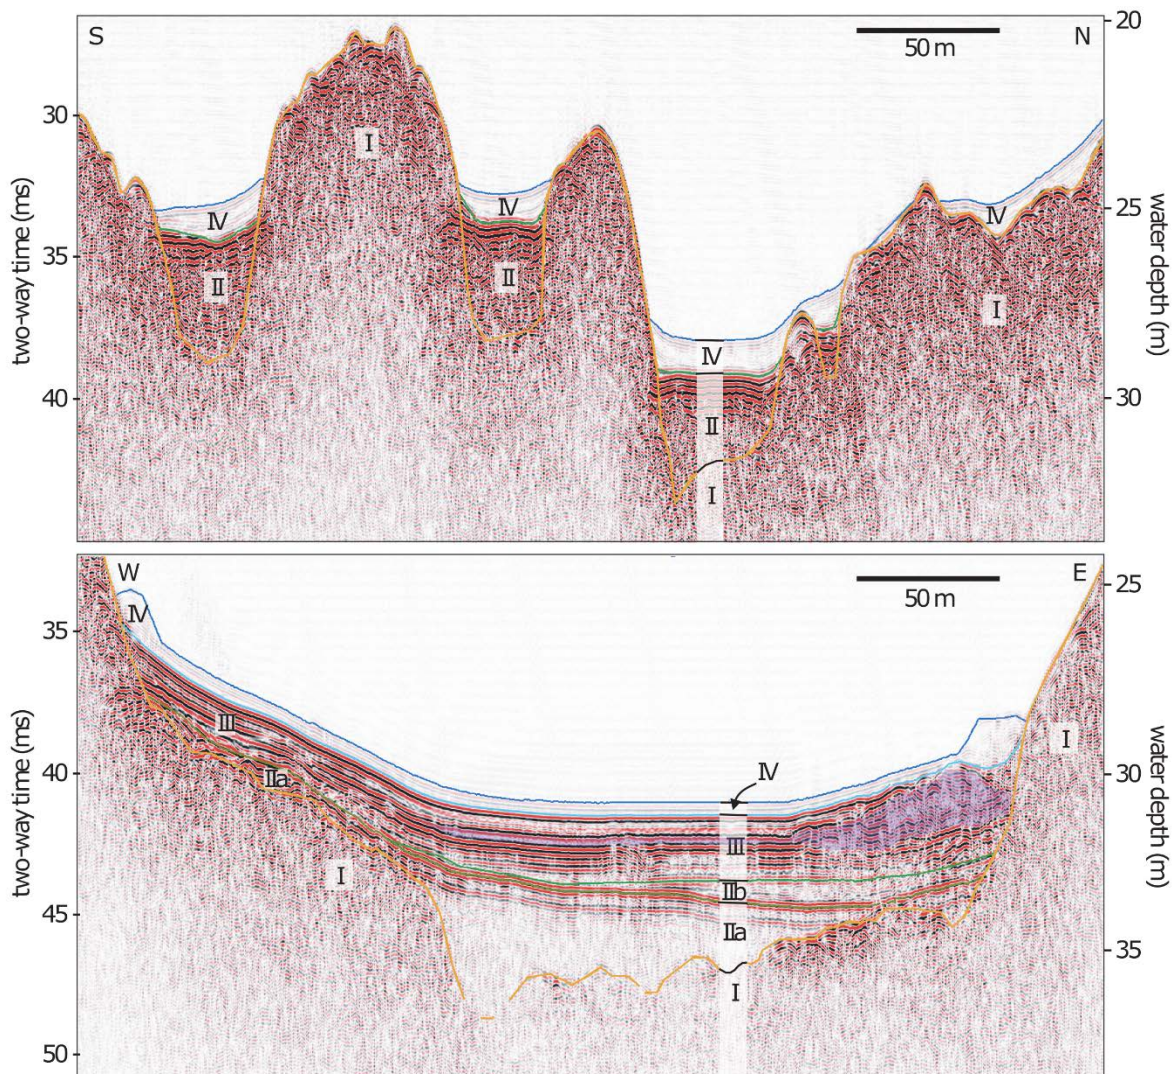 S
50 m
N
20
30
I
IV
IV
IV
25
35
II
II
I
IV
40
II
30
I
two-way time (ms)
water depth (m)
W
50 m
E
25
IV
35
III
I
40
IIa
IV
30
III
I
IIb
45
IIa
35
I
50
two-way time (ms)
water depth (m)